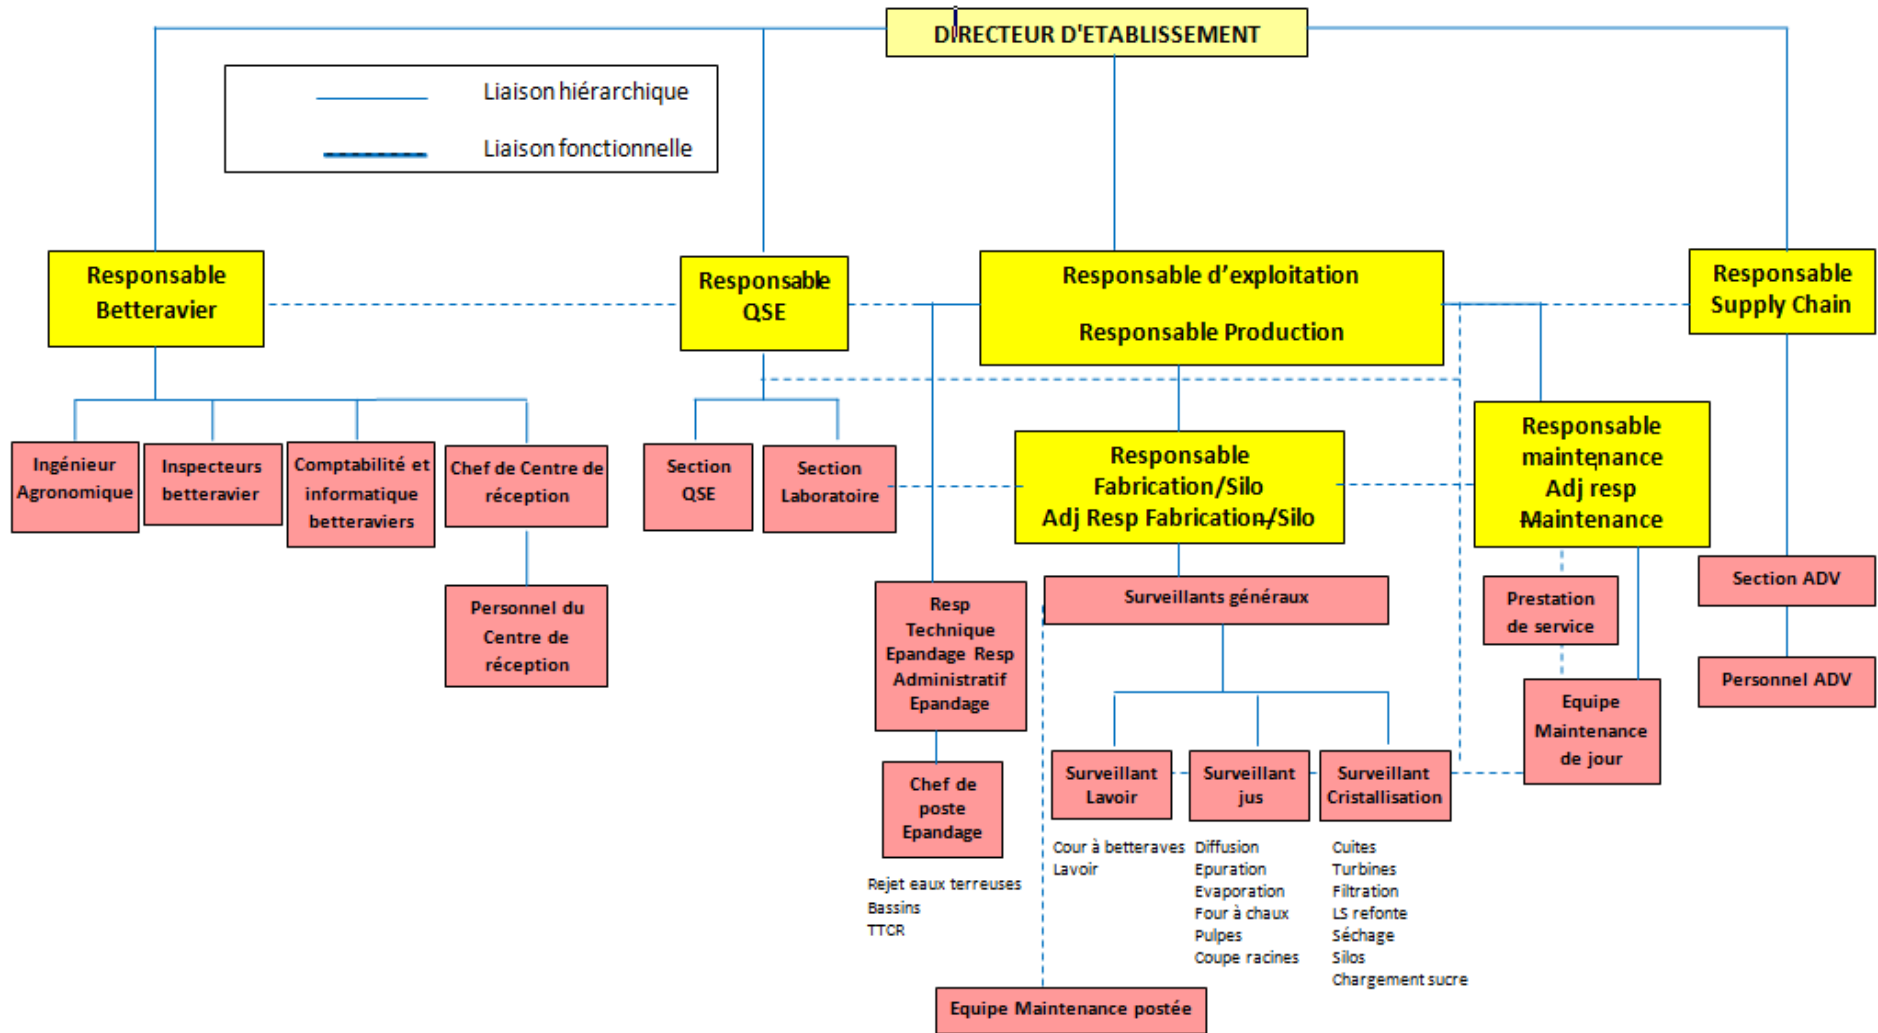 DIRECTEUR D'ETABLISSEMENT
Liaison hiérarchique
Liaison fonctionnelle
Responsable
Betteravier
Responsable
QSE
Responsable d’exploitation
Responsable Production
Responsable
Supply Chain
Ingénieur
Agronomique
Inspecteurs
betteravier
Comptabilité et
informatique
betteraviers
Chef de Centre de
réception
Personnel du
Centre de
réception
Section
QSE
Section
Laboratoire
Responsable
Fabrication/Silo
Adj Resp Fabrication/Silo
Responsable
maintenance
Adj resp
Maintenance
Resp
Technique
Epandage Resp
Administratif
Epandage
Chef de
poste
Epandage
Rejet eaux terreuses
Bassins
TTCR
Surveillants généraux
Surveillant
Lavoir
Surveillant
jus
Surveillant
Cristallisation
Cour à betteraves
Lavoir
Diffusion
Epuration
Evaporation
Four à chaux
Pulpes
Coupe racines
Cuites
Turbines
Filtration
LS refonte
Séchage
Silos
Chargement sucre
Equipe Maintenance postée
Prestation
de service
Equipe
Maintenance
de jour
Section ADV
Personnel ADV